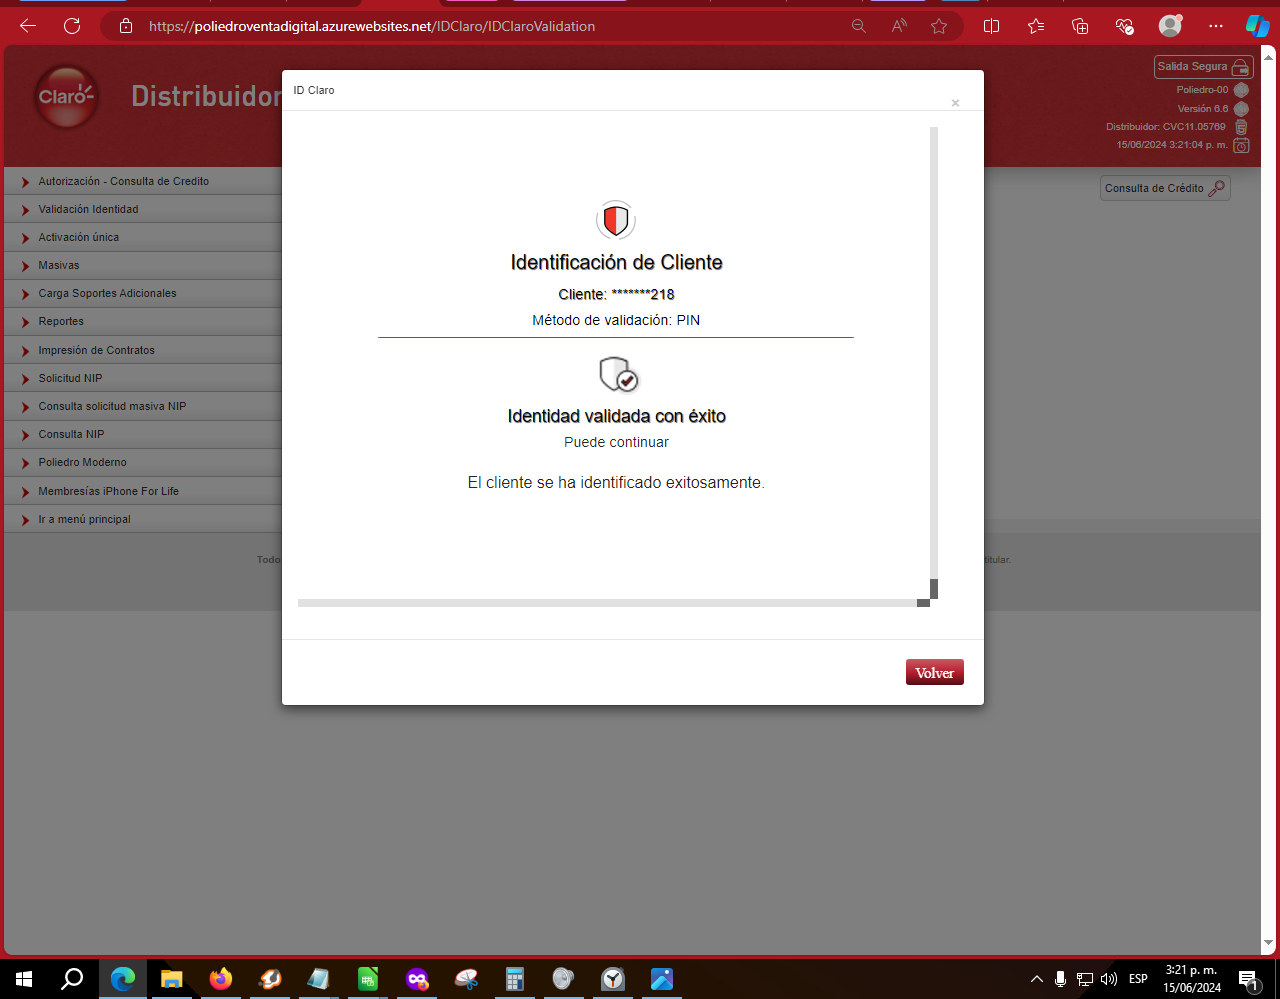 https://poliedroventadigital.azurewebsites.net/IDClaro/IDClaroValidation
Claro
Distribuidor
Salida Segura
Poliedro-00
Versión 6.6
Distribuidor: CVC11.05769
15/06/2024 3:21:04 p. m.
ID Claro
×
Consulta de Crédito
Autorización - Consulta de Credito
Validación Identidad
Activación única
Masivas
Carga Soportes Adicionales
Reportes
Impresión de Contratos
Solicitud NIP
Consulta solicitud masiva NIP
Consulta NIP
Poliedro Moderno
Membresías iPhone For Life
Ir a menú principal
Identificación de Cliente
Cliente: *******218
Método de validación: PIN
Identidad validada con éxito
Puede continuar
El cliente se ha identificado exitosamente.
Todo
titular.
Volver
ESP
3:21 p. m.
15/06/2024
1